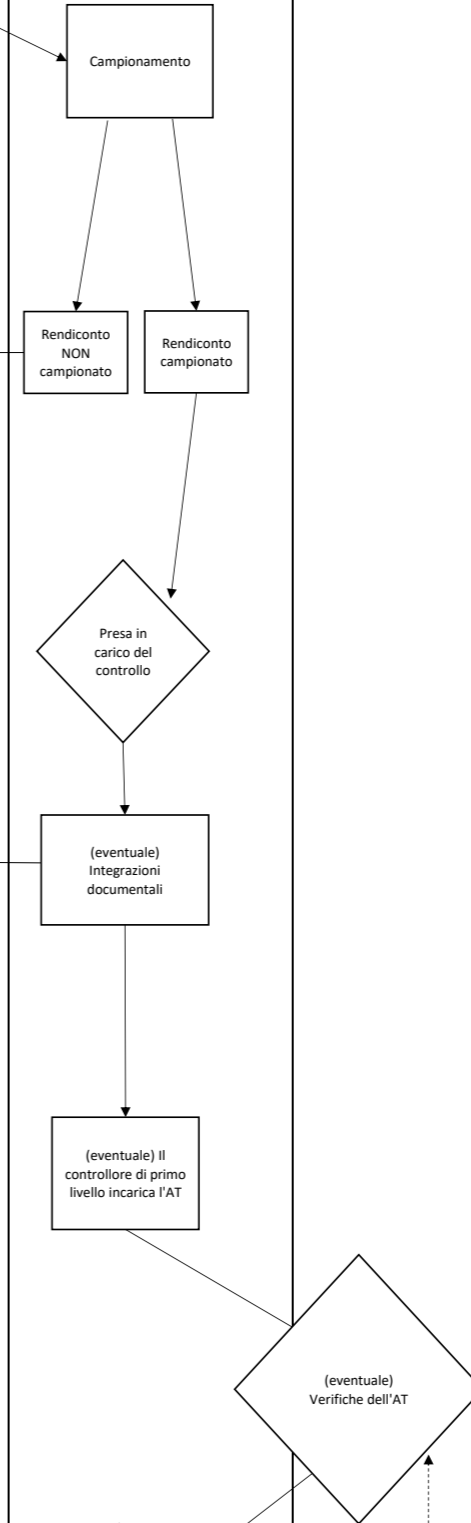 Campionamento
Rendiconto
NON
campionato
Rendiconto
campionato
Presa in
carico del
controllo
(eventuale)
Integrazioni
documentali
(eventuale) Il
controllore di primo
livello incarica l'AT
(eventuale)
Verifiche dell'AT